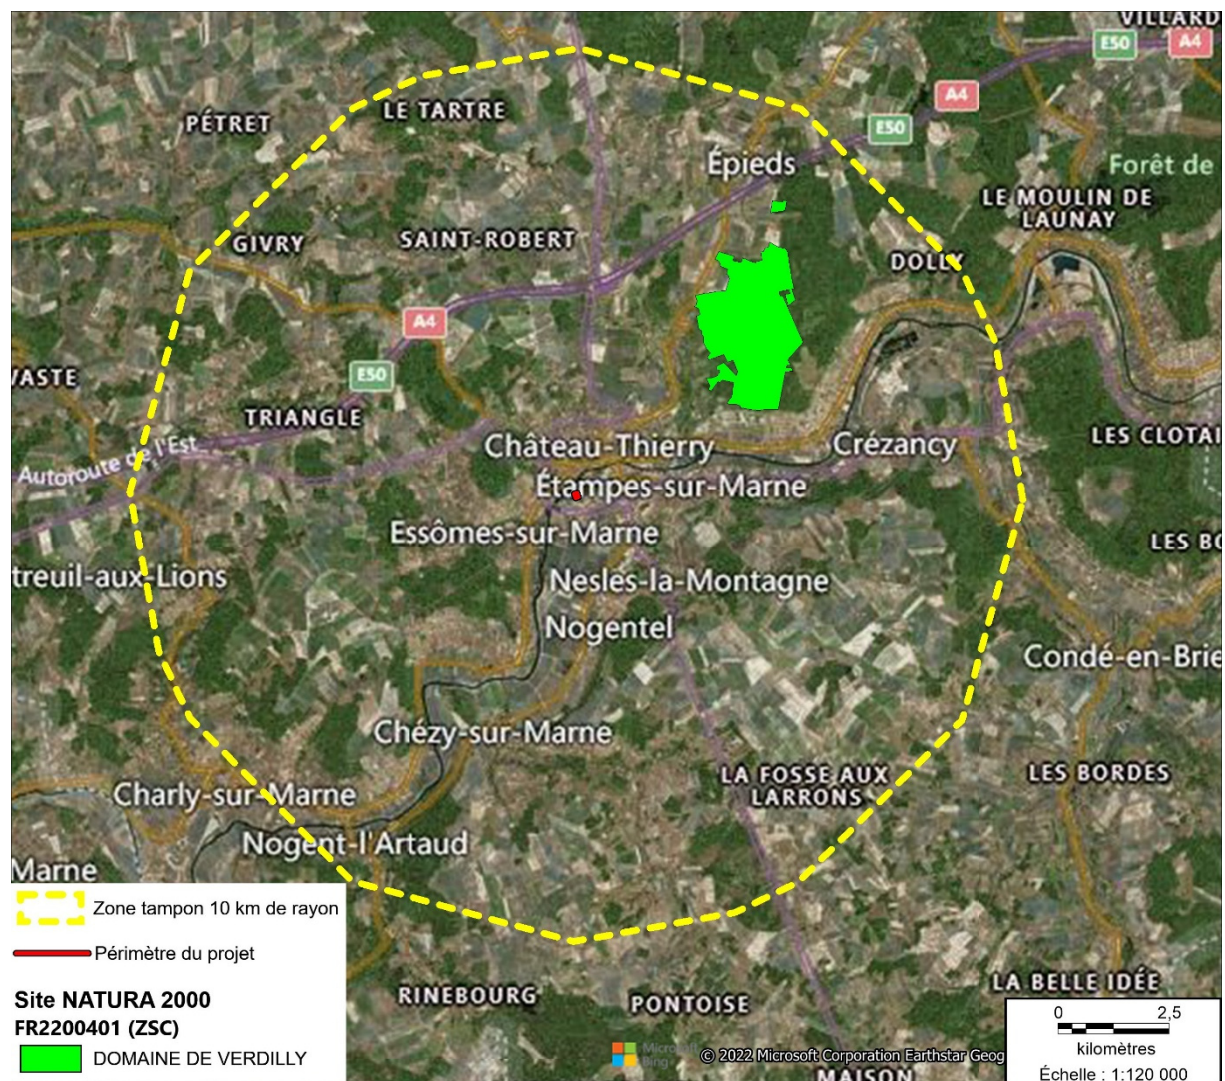 VILLARD
E50
A4
A4
LE TARTRE
PÉTRET
E50
Épieds
Forêt de
LE MOULIN DE
LAUNAY
GIVRY
SAINT-ROBERT
DOLLY
A4
E50
VASTE
TRIANGLE
Château-Thierry
Crézancy
LES CLOTAI
Autoroute de l'Est
Étampes-sur-Marne
Essômes-sur-Marne
LES BO
treuil-aux-Lions
Nesles-la-Montagne
Nogentel
Condé-en-Brie
Chézy-sur-Marne
LA FOSSE AUX
LARRONS
LES BORDES
Charly-sur-Marne
Nogent-l'Artaud
Marne
Zone tampon 10 km de rayon
Périmètre du projet
Site NATURA 2000
FR2200401 (ZSC)
DOMAINE DE VERDILLY
RINEBOURG
PONTOISE
LA BELLE IDÉE
Microsoft
Bing
© 2022 Microsoft Corporation Earthstar Geog
MAISON
0 2,5
kilomètres
Échelle : 1:120 000